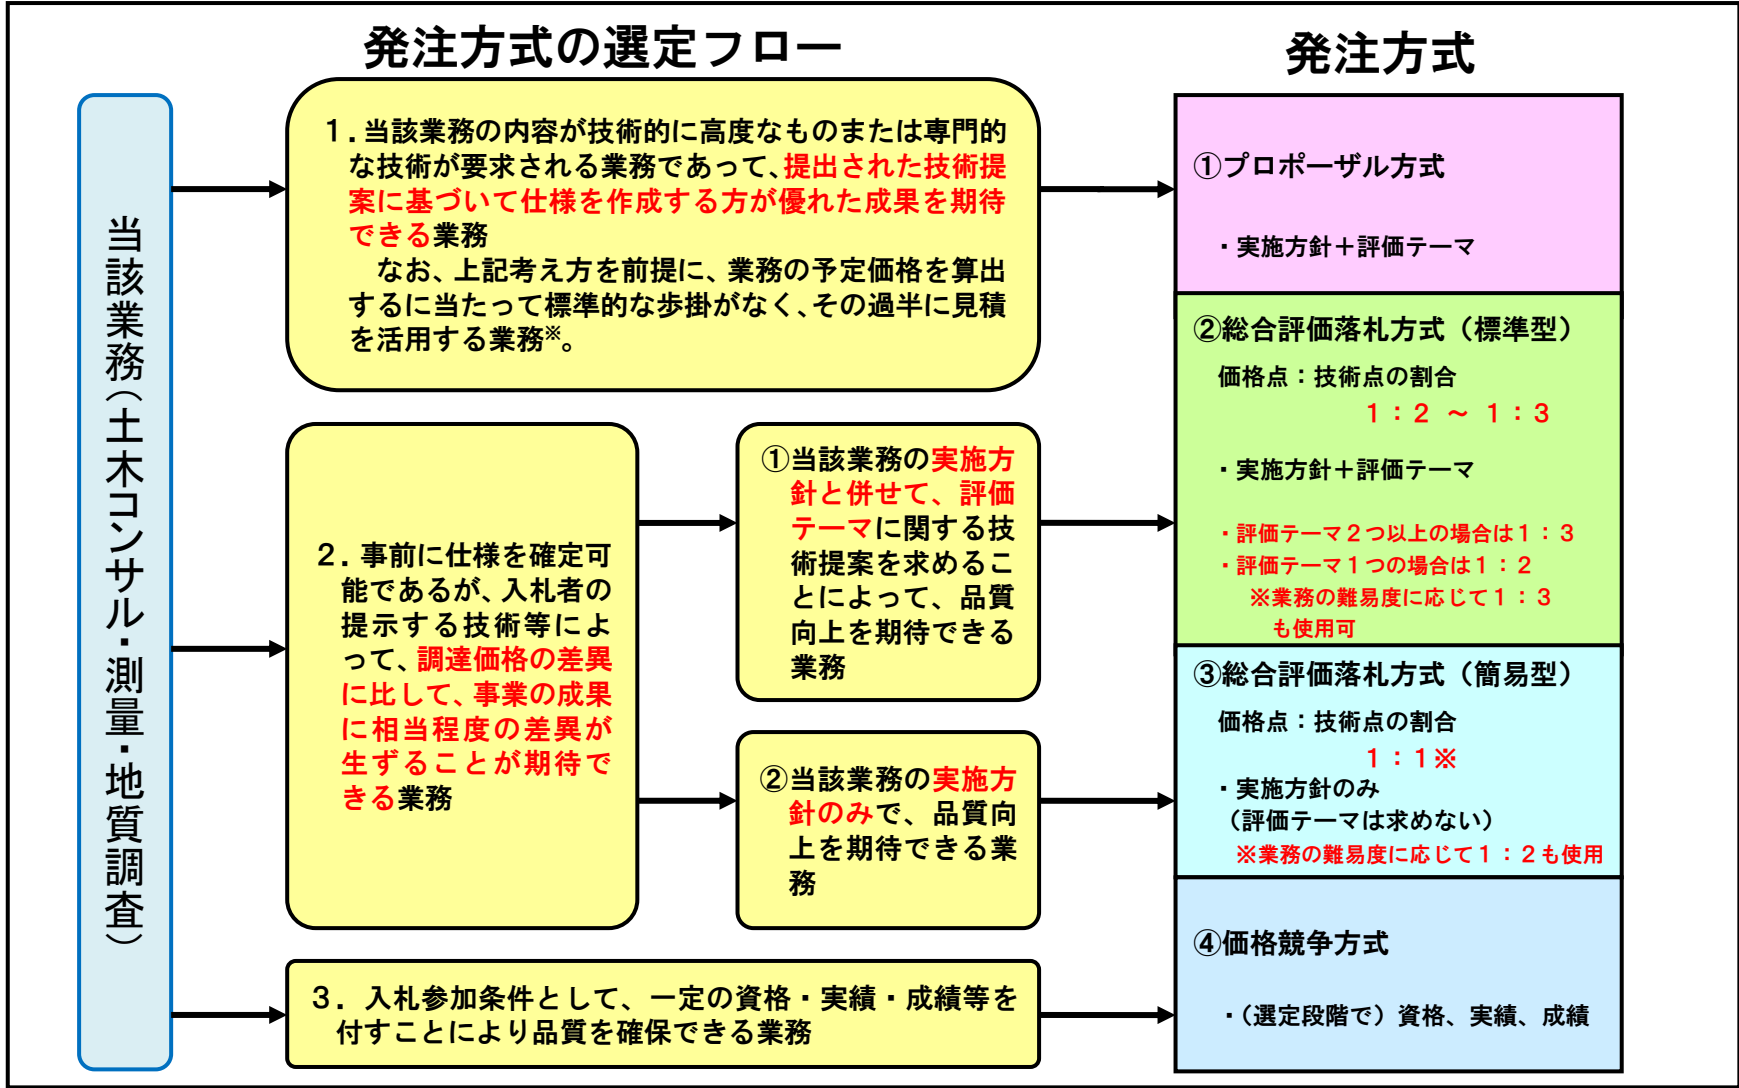 発注方式の選定フロー
発注方式
当該業務（土木コンサル・測量・地質調査）
１．当該業務の内容が技術的に高度なものまたは専門的
な技術が要求される業務であって、提出された技術提
案に基づいて仕様を作成する方が優れた成果を期待
できる業務
なお、上記考え方を前提に、業務の予定価格を算出
するに当たって標準的な歩掛がなく、その過半に見積
を活用する業務※。
２．事前に仕様を確定可
能であるが、入札者の
提示する技術等によ
って、調達価格の差異
に比して、事業の成果
に相当程度の差異が
生ずることが期待で
きる業務
①当該業務の実施方
針と併せて、評価
テーマに関する技
術提案を求めるこ
とによって、品質
向上を期待できる
業務
②当該業務の実施方
針のみで、品質向
上を期待できる業
務
３．入札参加条件として、一定の資格・実績・成績等を
付すことにより品質を確保できる業務
①プロポーザル方式
・実施方針＋評価テーマ
②総合評価落札方式（標準型）
価格点：技術点の割合
１：２ ～ １：３
・実施方針＋評価テーマ
・評価テーマ２つ以上の場合は１：３
・評価テーマ１つの場合は１：２
※業務の難易度に応じて１：３
も使用可
③総合評価落札方式（簡易型）
価格点：技術点の割合
１：１※
・実施方針のみ
（評価テーマは求めない）
※業務の難易度に応じて１：２も使用
④価格競争方式
・（選定段階で）資格、実績、成績